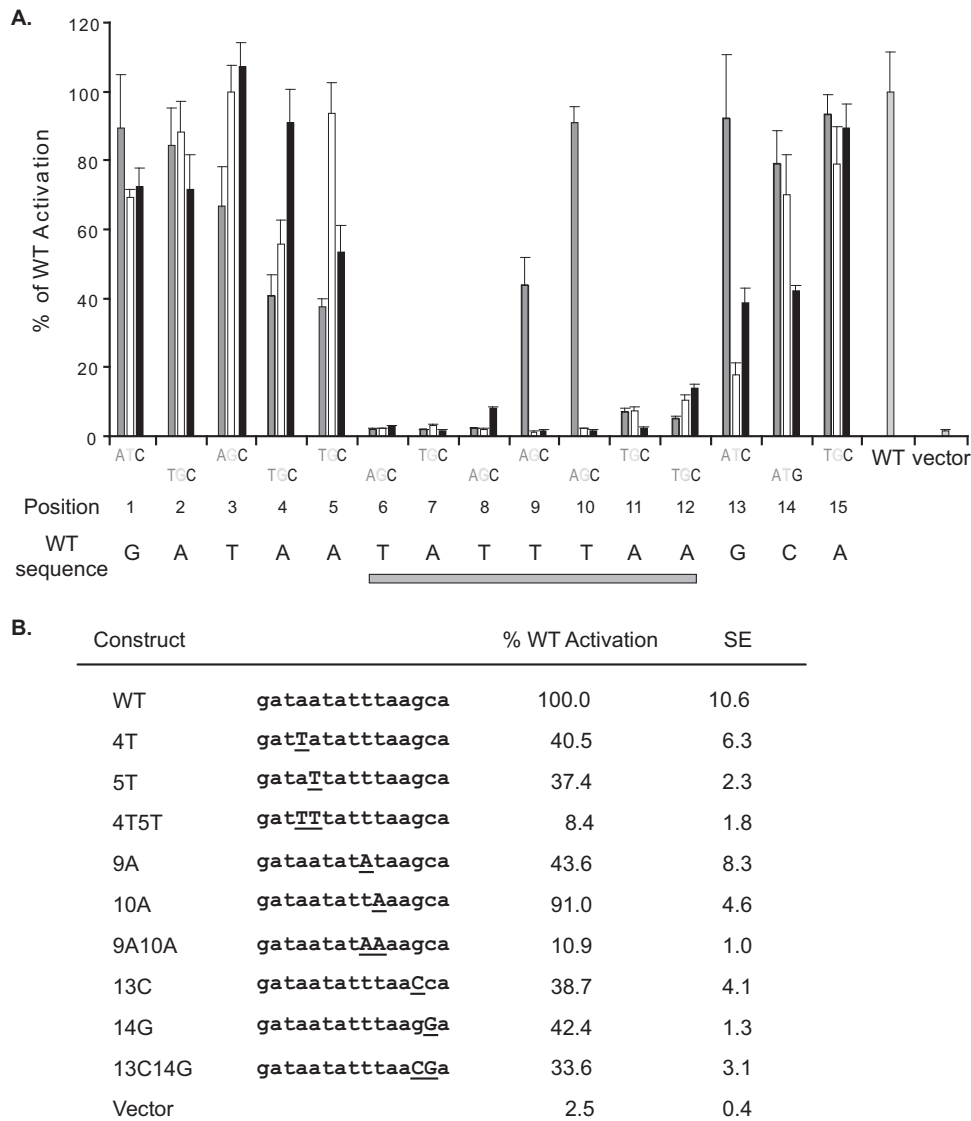 A.
% of WT Activation
120
100
80
60
40
20
0
ATC TGC AGC TGC TGC AGC TGC AGC AGC AGC TGC TGC ATC ATG TGC WT vector
Position 1 2 3 4 5 6 7 8 9 10 11 12 13 14 15
WT sequence G A T A A T A T T T A A G C A
B.
Construct % WT Activation SE
WT gataatatttaagca 100.0 10.6
4T gatTatatttaagca 40.5 6.3
5T gataTtatttaagca 37.4 2.3
4T5T gatTTtatttaagca 8.4 1.8
9A gataatatAtaagca 43.6 8.3
10A gataatattAaagca 91.0 4.6
9A10A gataatatAAaagca 10.9 1.0
13C gataatatttaaCca 38.7 4.1
14G gataatatttaagGa 42.4 1.3
13C14G gataatatttaaCGa 33.6 3.1
Vector 2.5 0.4